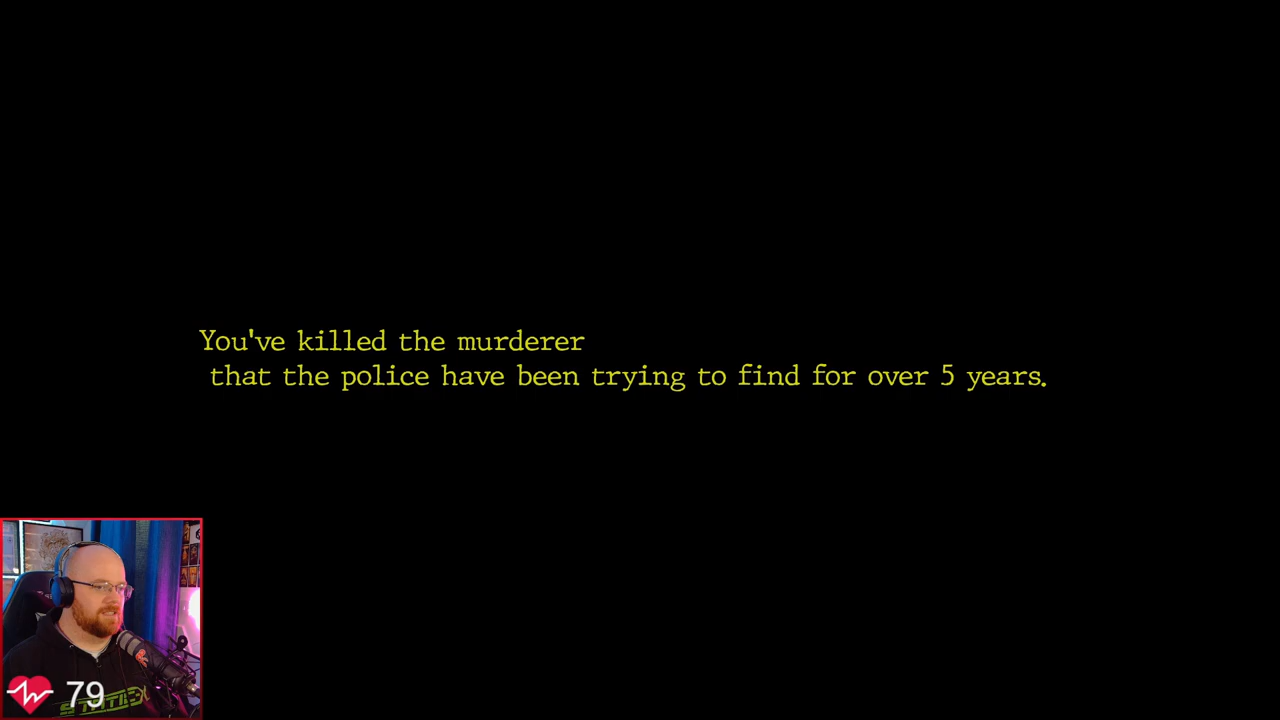 You've killed the murderer
that the police have been trying to find for over 5 years.
79